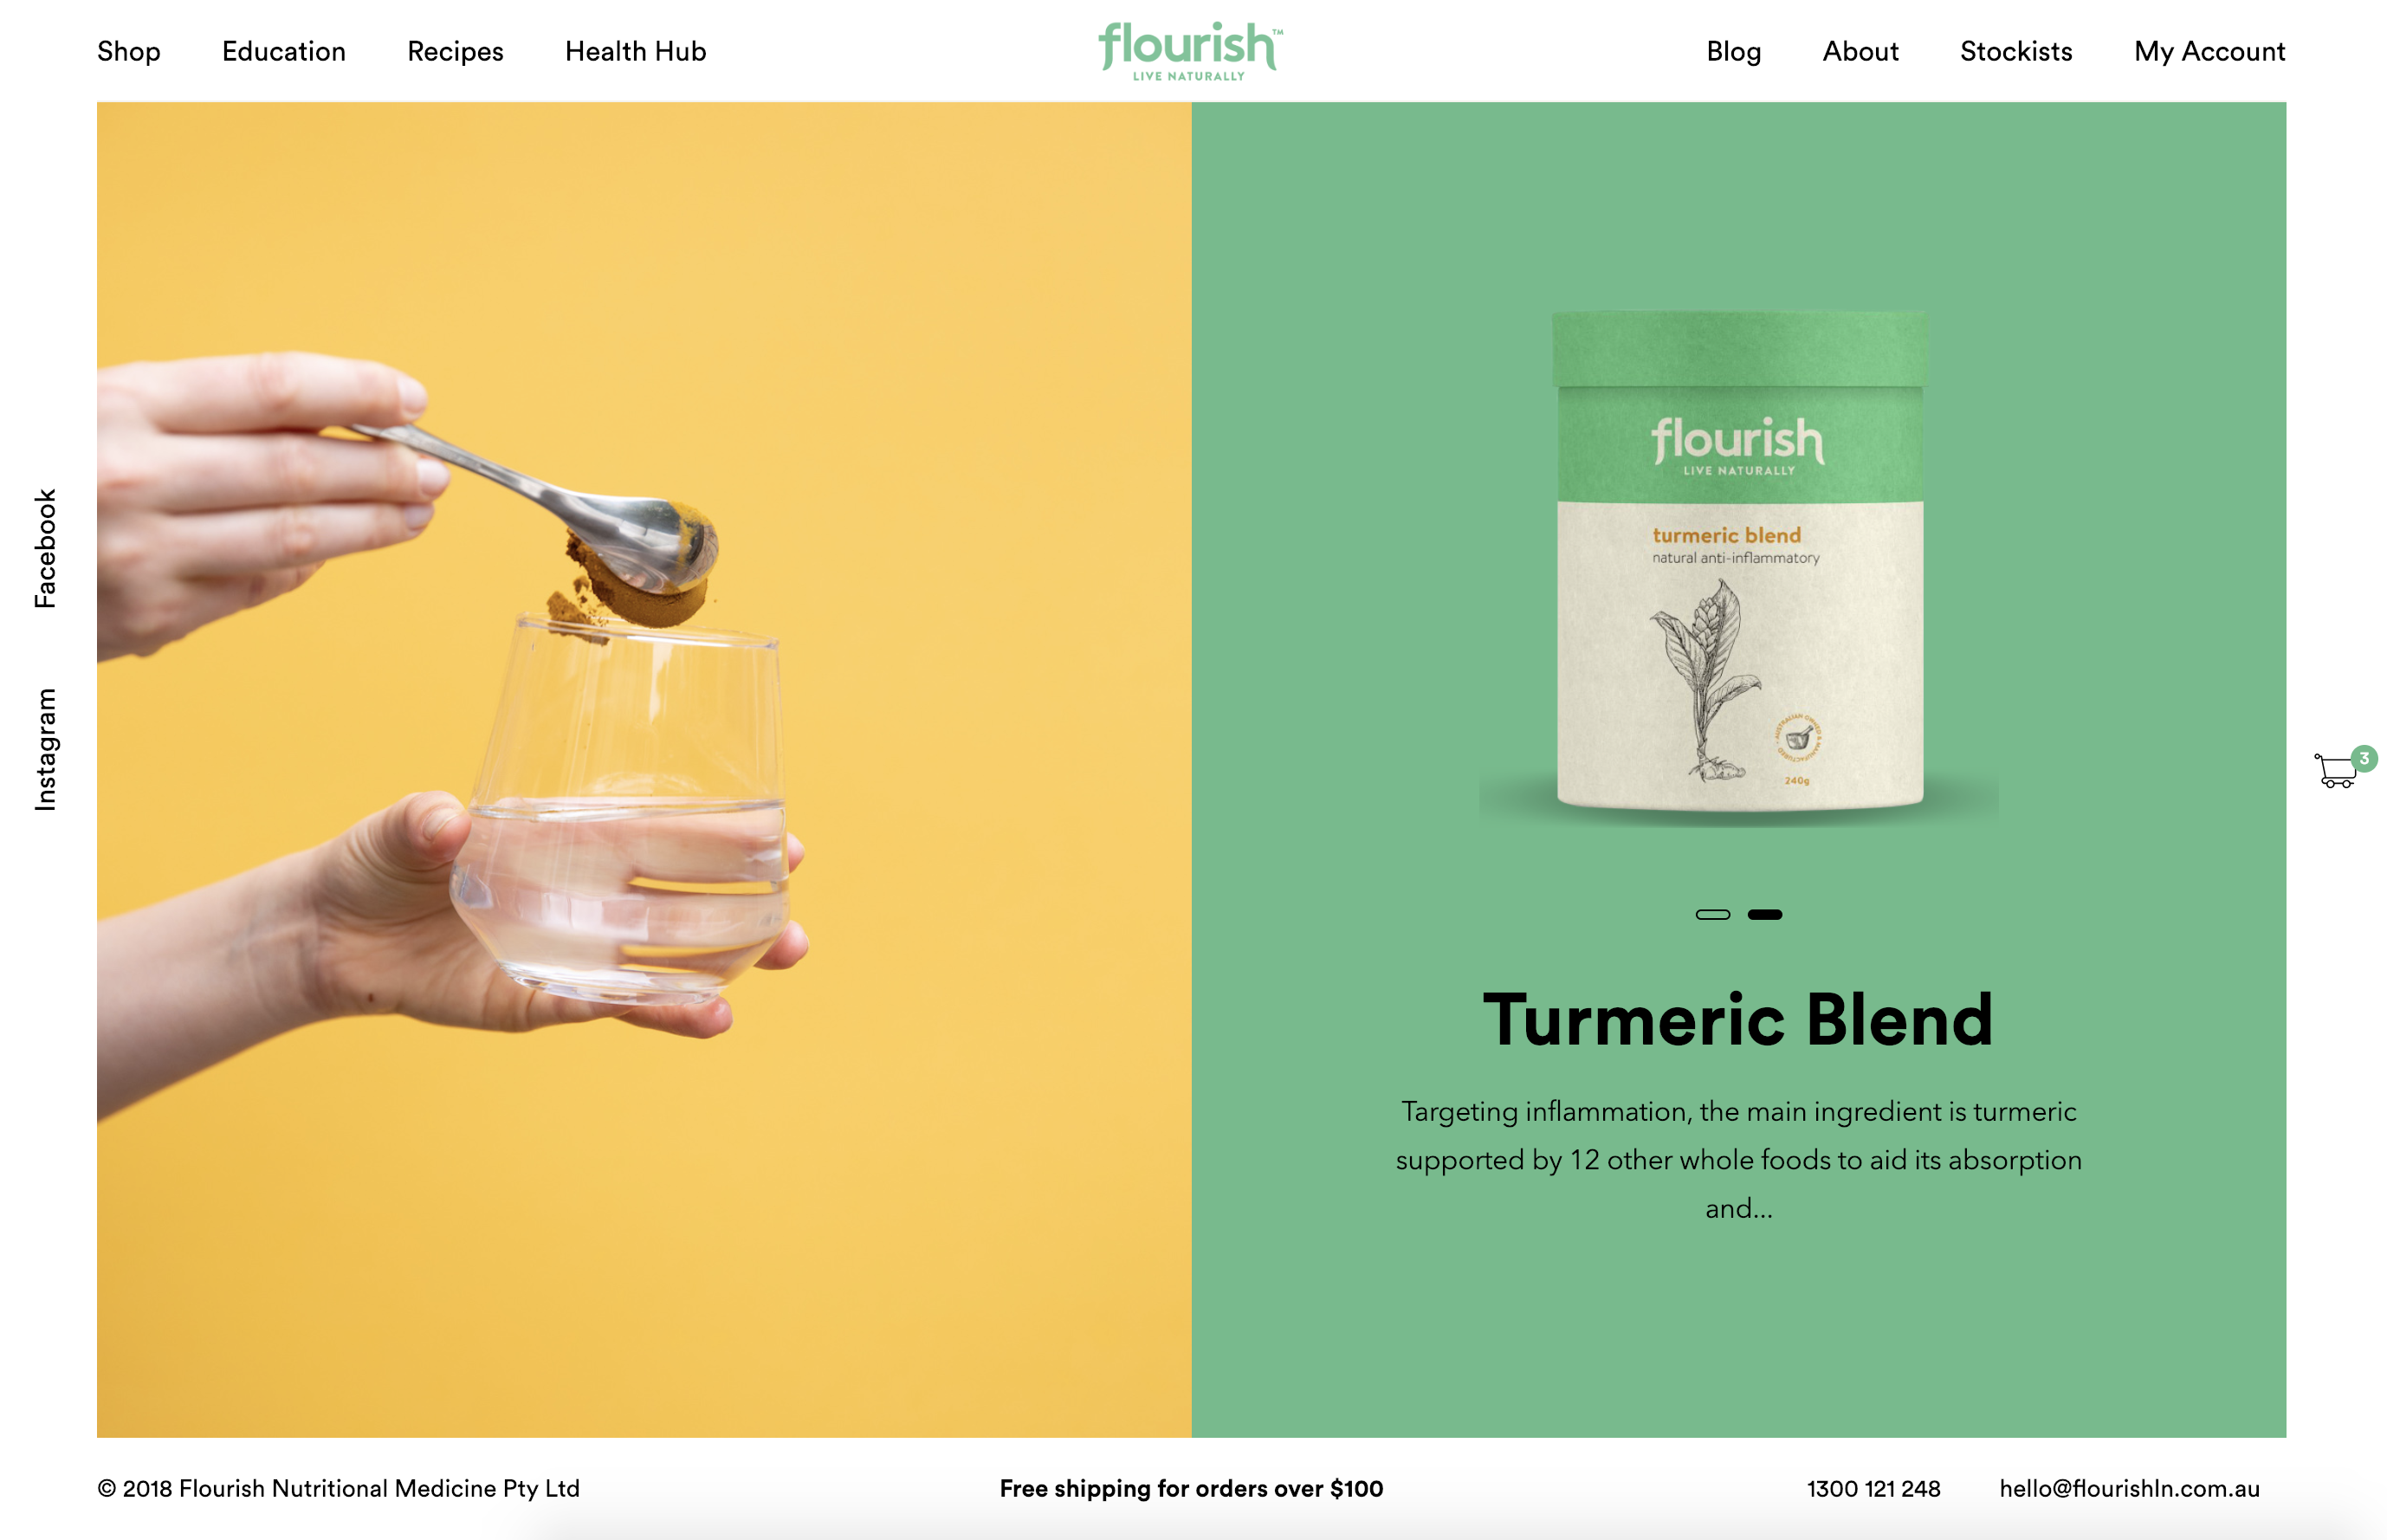 Shop Education Recipes Health Hub
flourish™
LIVE NATURALLY
Blog About Stockists My Account
Facebook
Instagram
flourish
LIVE NATURALLY
turmeric blend
natural anti-inflammatory
AUSTRALIAN OWNED & MANUFACTURED
240g
3
Turmeric Blend
Targeting inflammation, the main ingredient is turmeric
supported by 12 other whole foods to aid its absorption
and...
© 2018 Flourish Nutritional Medicine Pty Ltd
Free shipping for orders over $100
1300 121 248 hello@flourishln.com.au